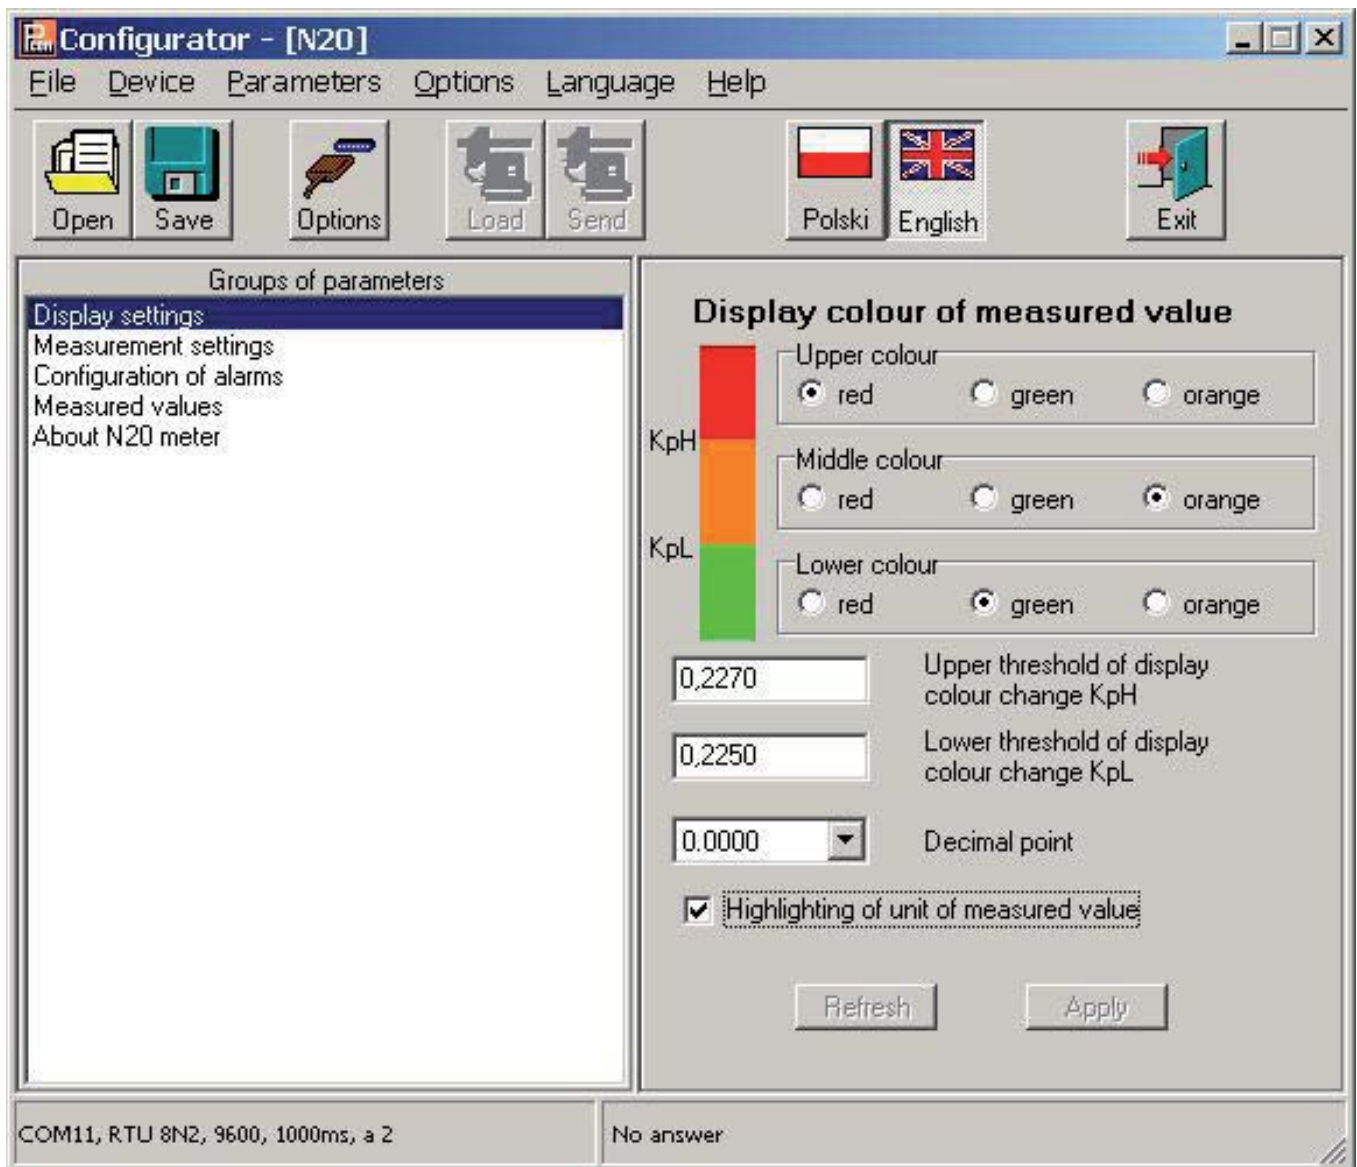 Configurator - [N20]
File Device Parameters Options Language Help
Open Save Options Load Send Polski English Exit
Groups of parameters
Display settings
Measurement settings
Configuration of alarms
Measured values
About N20 meter
Display colour of measured value
Upper colour
red green orange
KpH
Middle colour
red green orange
KpL
Lower colour
red green orange
0,2270 Upper threshold of display
colour change KpH
0,2250 Lower threshold of display
colour change KpL
0.0000 Decimal point
Highlighting of unit of measured value
Refresh Apply
COM11, RTU 8N2, 9600, 1000ms, a 2 No answer